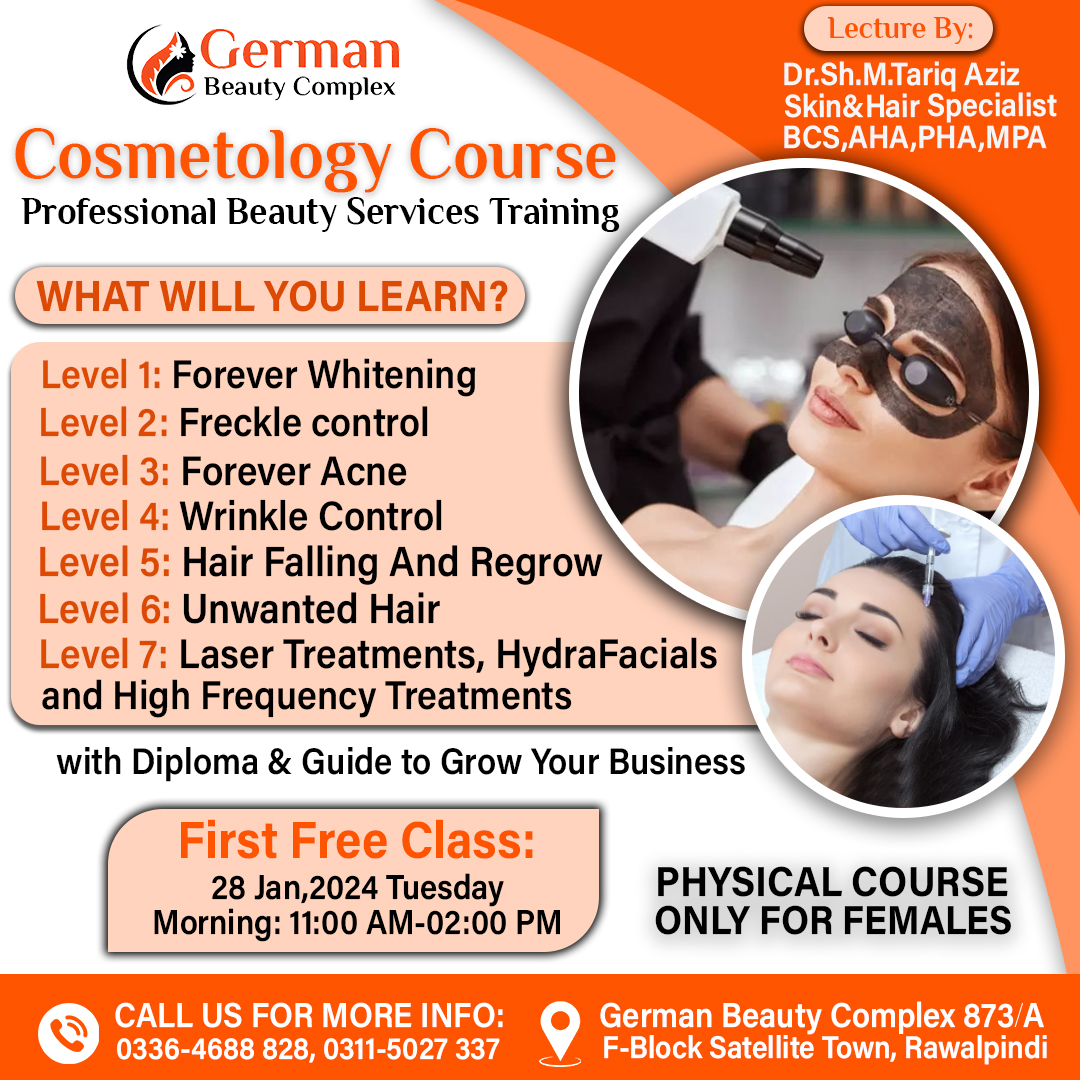 German
Beauty Complex
Lecture By:
Dr.Sh.M.Tariq Aziz
Skin&Hair Specialist
BCS,AHA,PHA,MPA
Cosmetology Course
Professional Beauty Services Training
WHAT WILL YOU LEARN?
Level 1: Forever Whitening
Level 2: Freckle control
Level 3: Forever Acne
Level 4: Wrinkle Control
Level 5: Hair Falling And Regrow
Level 6: Unwanted Hair
Level 7: Laser Treatments, HydraFacials
and High Frequency Treatments
with Diploma & Guide to Grow Your Business
First Free Class:
28 Jan,2024 Tuesday
Morning: 11:00 AM-02:00 PM
PHYSICAL COURSE
ONLY FOR FEMALES
CALL US FOR MORE INFO:
0336-4688 828, 0311-5027 337
German Beauty Complex 873/A
F-Block Satellite Town, Rawalpindi